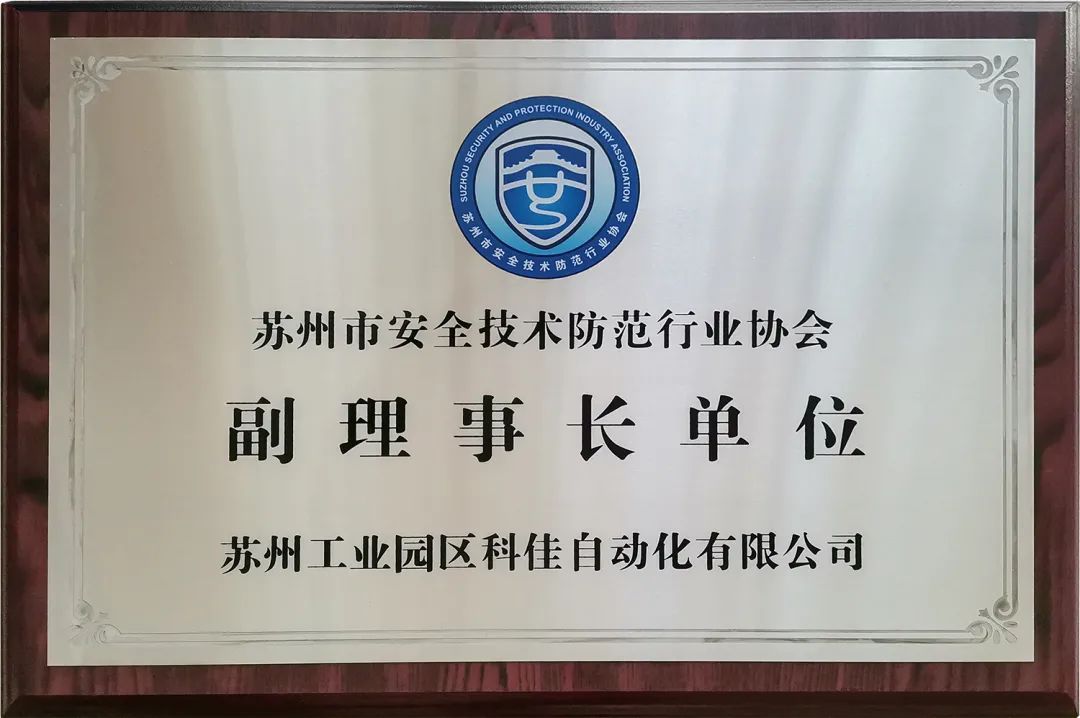 SUZHOU SECURITY AND PROTECTION INDUSTRY ASSOCIATION
苏州市安全技术防范行业协会
苏州市安全技术防范行业协会
副理事长单位
苏州工业园区科佳自动化有限公司